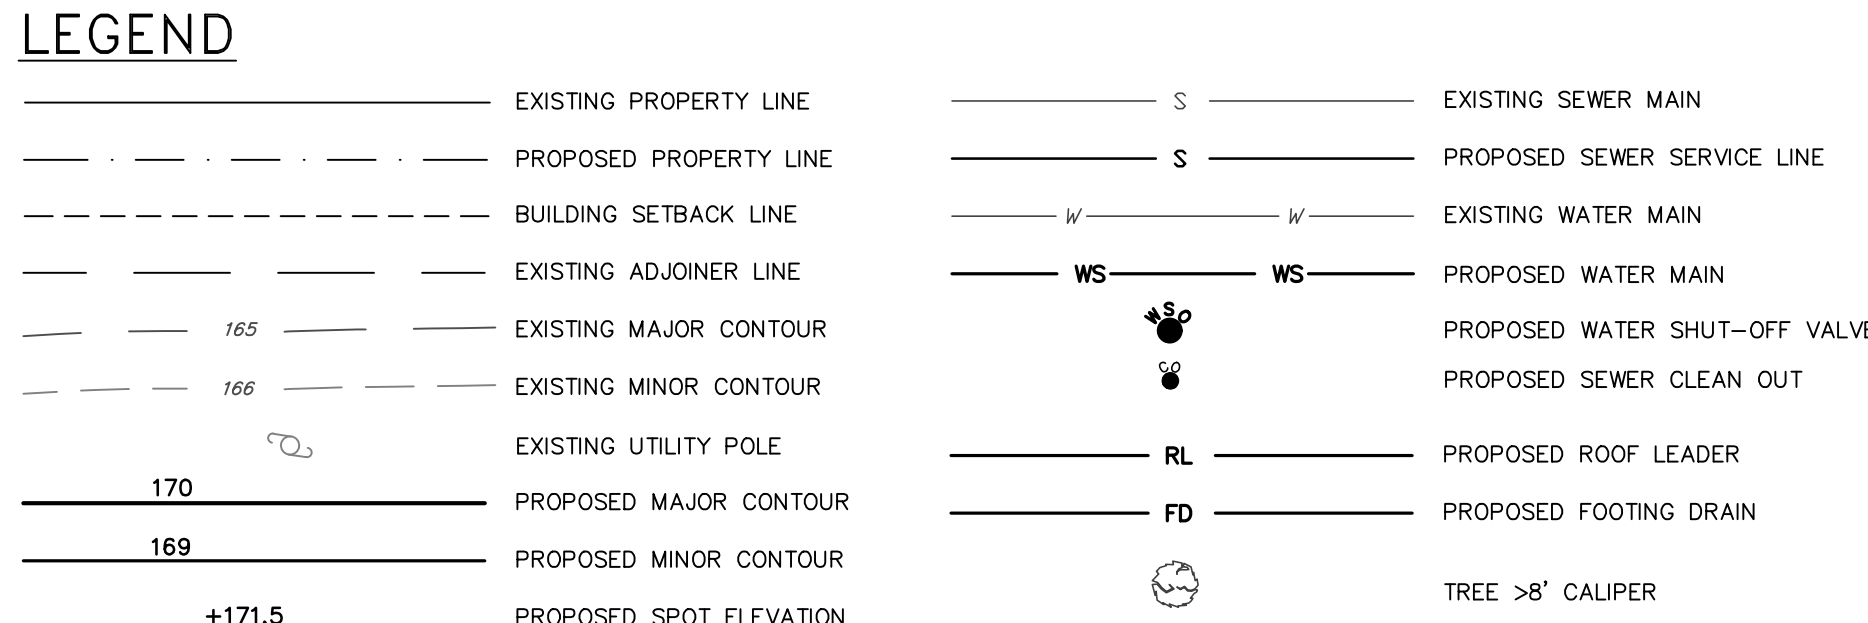 LEGEND
EXISTING PROPERTY LINE
PROPOSED PROPERTY LINE
BUILDING SETBACK LINE
EXISTING ADJOINER LINE
165 EXISTING MAJOR CONTOUR
166 EXISTING MINOR CONTOUR
EXISTING UTILITY POLE
170 PROPOSED MAJOR CONTOUR
169 PROPOSED MINOR CONTOUR
+171.5 PROPOSED SPOT ELEVATION
S EXISTING SEWER MAIN
S PROPOSED SEWER SERVICE LINE
W W EXISTING WATER MAIN
WS WS PROPOSED WATER MAIN
WSO PROPOSED WATER SHUT-OFF VALVE
CO PROPOSED SEWER CLEAN OUT
RL PROPOSED ROOF LEADER
FD PROPOSED FOOTING DRAIN
TREE >8' CALIPER